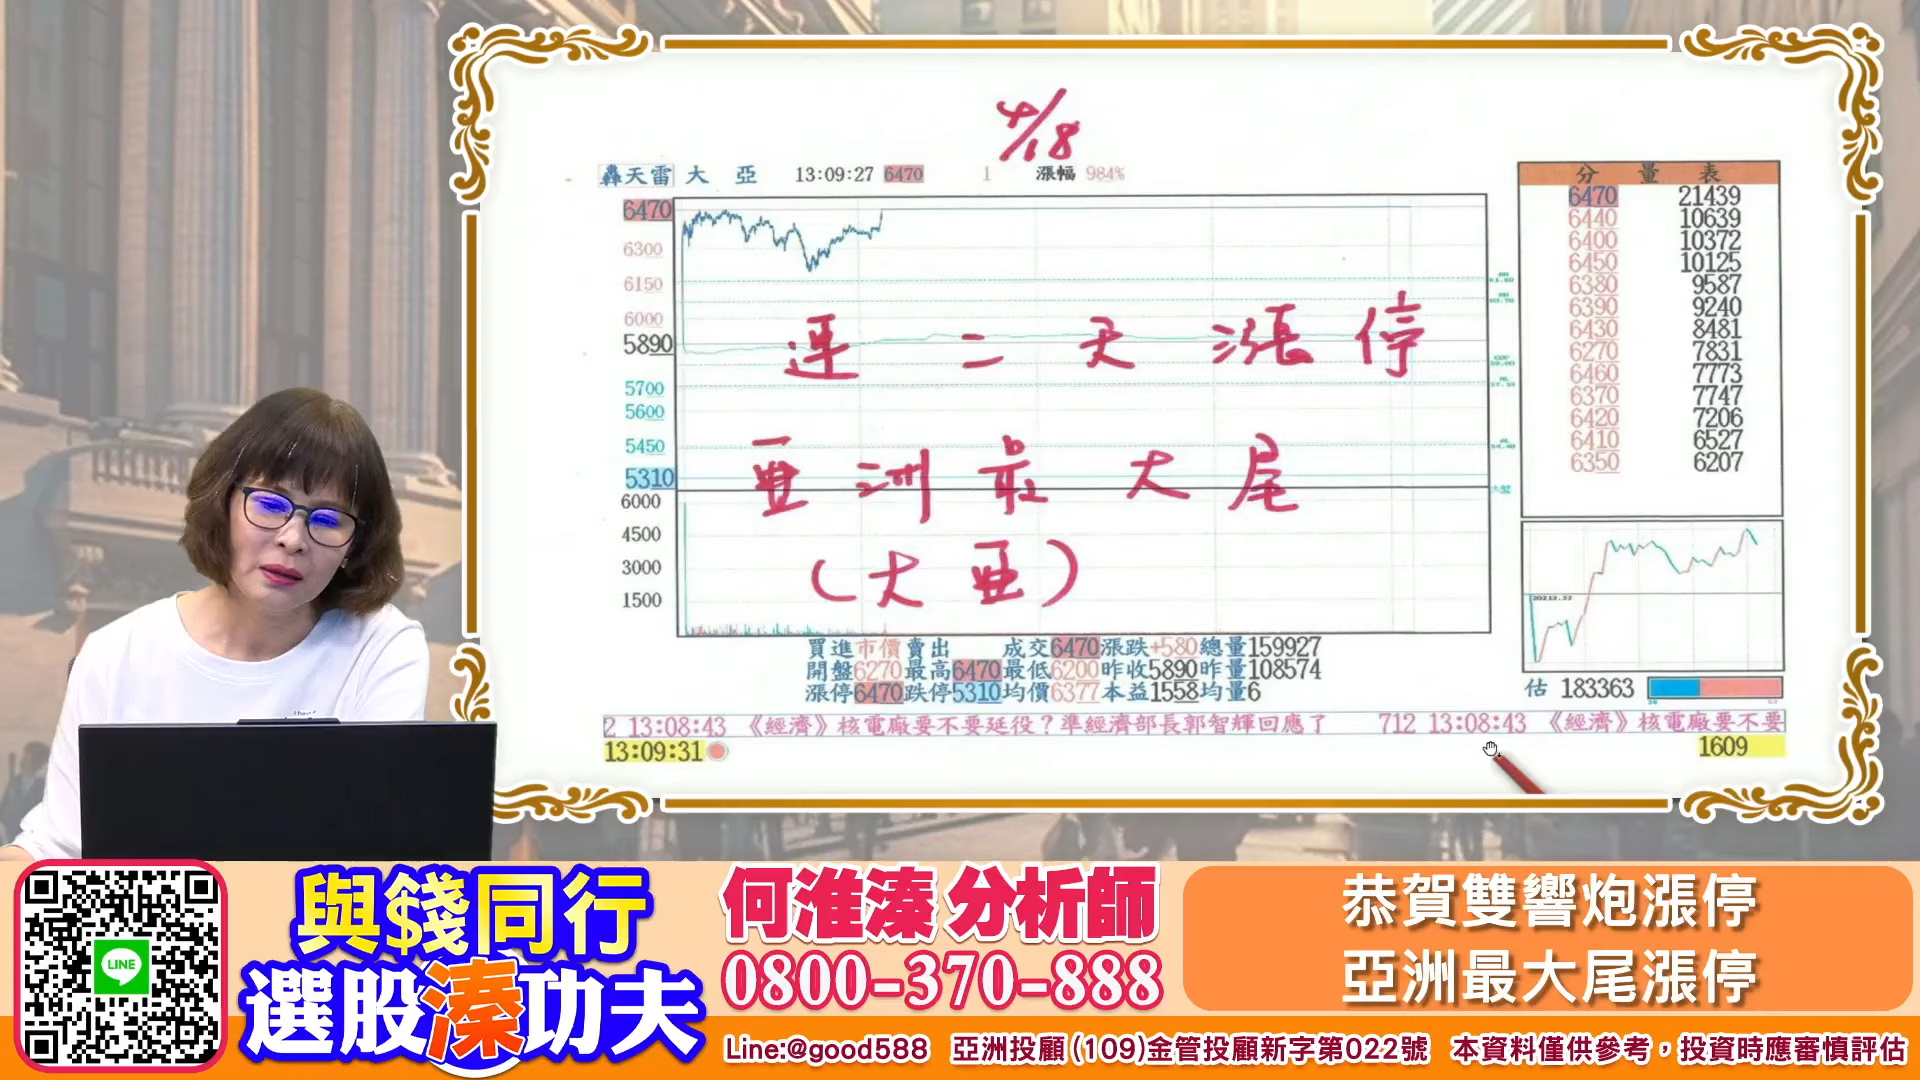 4/18
轟天雷 大亞 13:09:27 6470 1 漲幅 984%
6470
6300
6150
6000
5890
5700
5600
5450
5310
6000
4500
3000
1500
連二天漲停
亞洲最大尾
(大亞)
分量表
6470 21439
6440 10639
6400 10372
6450 10125
6380 9587
6390 9240
6430 8481
6270 7831
6460 7773
6370 7747
6420 7206
6410 6527
6350 6207
大盤
估 183363
買進市價賣出 成交6470漲跌+580總量159927
開盤6270最高6470最低6200昨收5890昨量108574
漲停6470跌停5310均價6377本益1558均量6
2 13:08:43 《經濟》核電廠要不要延役？準經濟部長郭智輝回應了 712 13:08:43 《經濟》核電廠要不要
13:09:31 1609
LINE
與$錢同行
選股溱功夫
何淮溱 分析師
0800-370-888
恭賀雙響炮漲停
亞洲最大尾漲停
Line:@good588 亞洲投顧(109)金管投顧新字第022號 本資料僅供參考，投資時應審慎評估